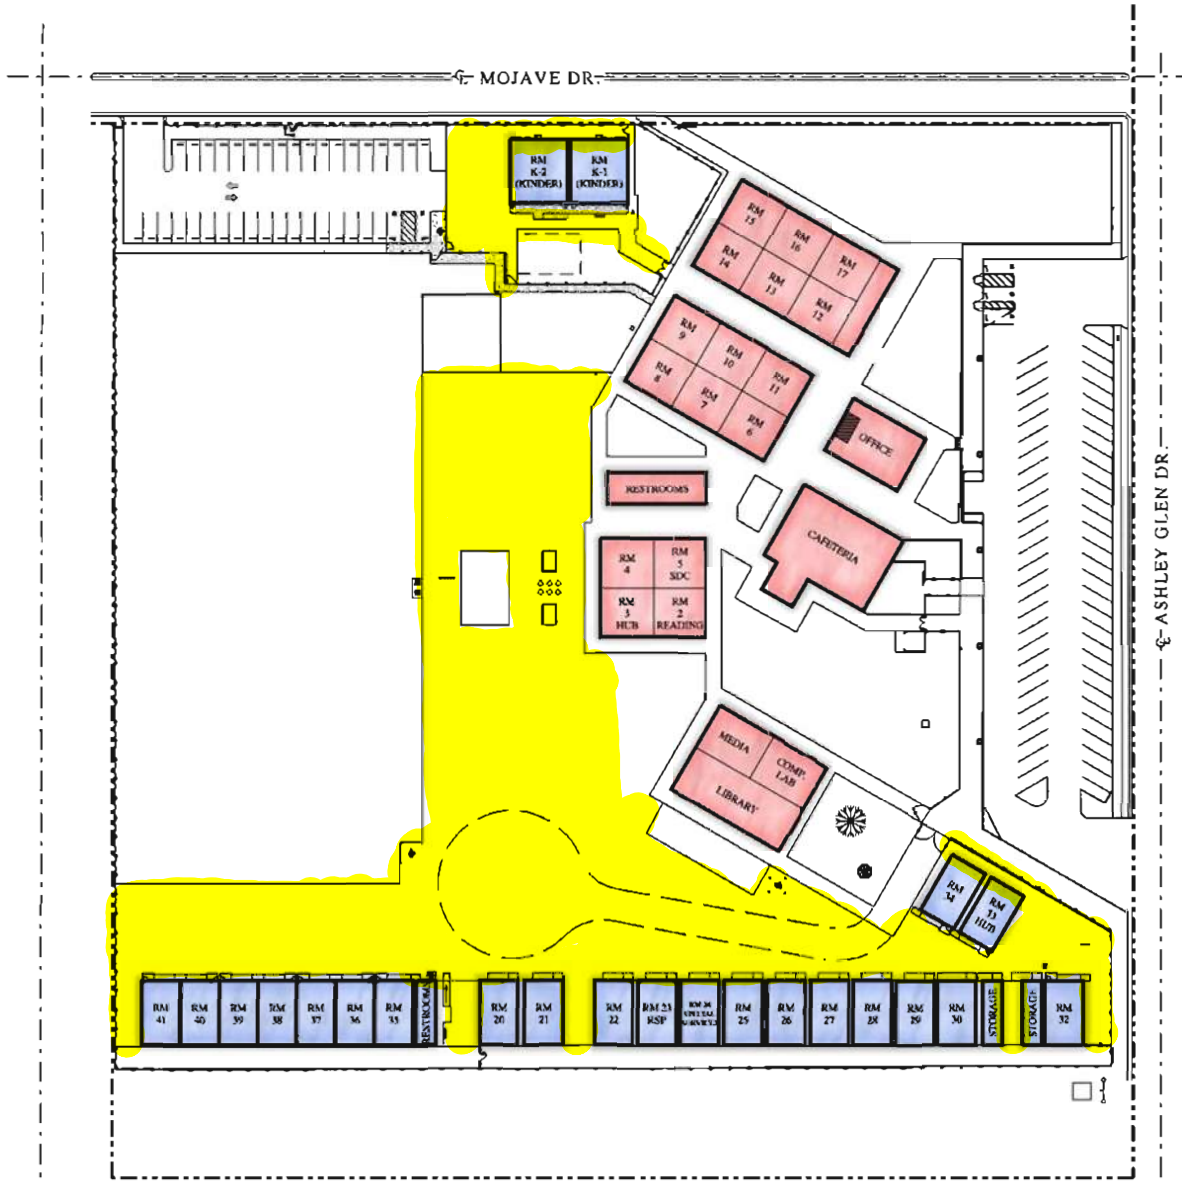 ℄ MOJAVE DR.
RM
K-2
(KINDER)
RM
K-1
(KINDER)
RM
15
RM
16
RM
17
RM
14
RM
13
RM
12
RM
9
RM
10
RM
11
RM
8
RM
7
RM
6
OFFICE
RESTROOMS
CAFETERIA
RM
4
RM
5
SDC
RM
3
HUB
RM
2
READING
℄ ASHLEY GLEN DR.
MEDIA
COMP.
LAB
LIBRARY
RM
34
RM
33
HUB
RM
41
RM
40
RM
39
RM
38
RM
37
RM
36
RM
35
RESTROOMS
RM
20
RM
21
RM
22
RM 23
RSP
RM 24
SPECIAL
SERVICES
RM
25
RM
26
RM
27
RM
28
RM
29
RM
30
STORAGE
STORAGE
RM
32